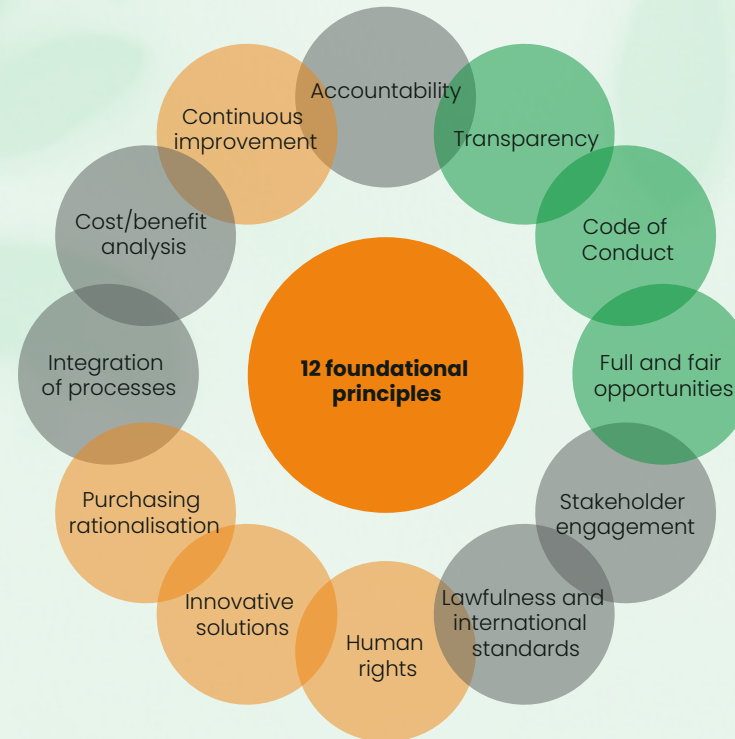 Accountability
Transparency
Code of
Conduct
Full and fair
opportunities
Stakeholder
engagement
Lawfulness and
international
standards
Human
rights
Innovative
solutions
Purchasing
rationalisation
Integration
of processes
Cost/benefit
analysis
Continuous
improvement
12 foundational
principles